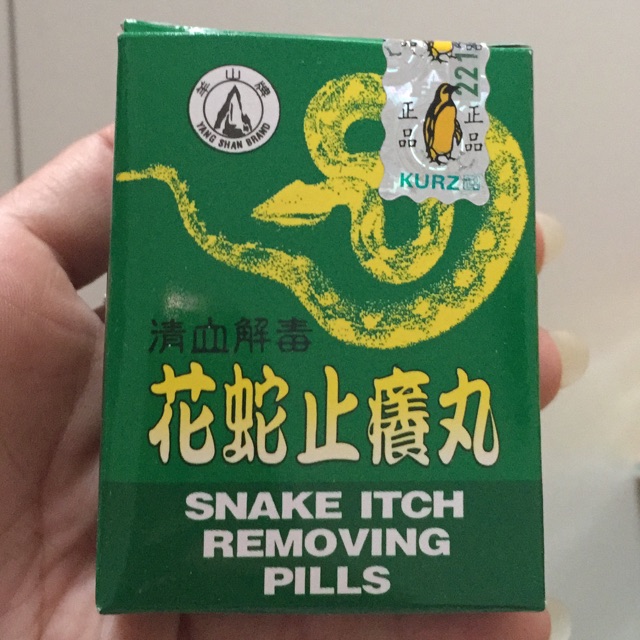 羊山牌
YANG SHAN BRAND
正品
正品
221
KURZ
清血解毒
花蛇止癢丸
SNAKE ITCH
REMOVING
PILLS